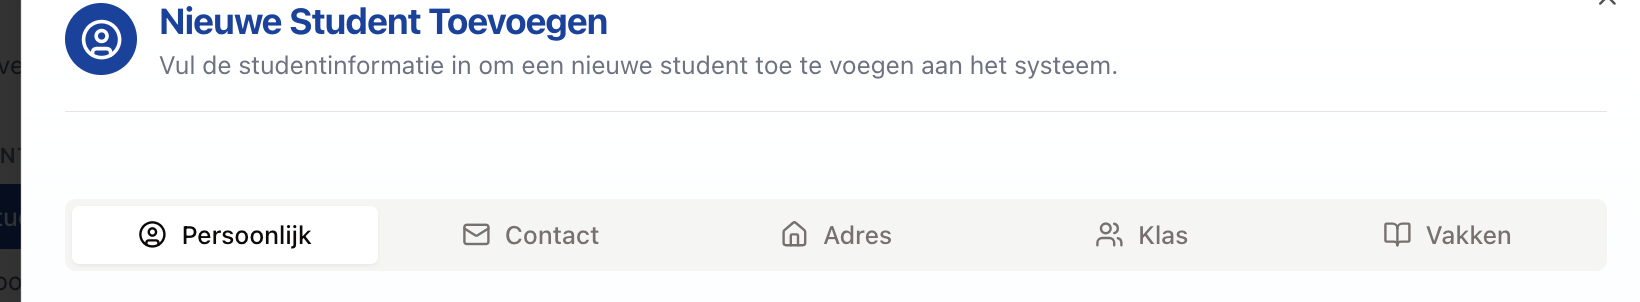 Nieuwe Student Toevoegen
Vul de studentinformatie in om een nieuwe student toe te voegen aan het systeem.
Persoonlijk
Contact
Adres
Klas
Vakken